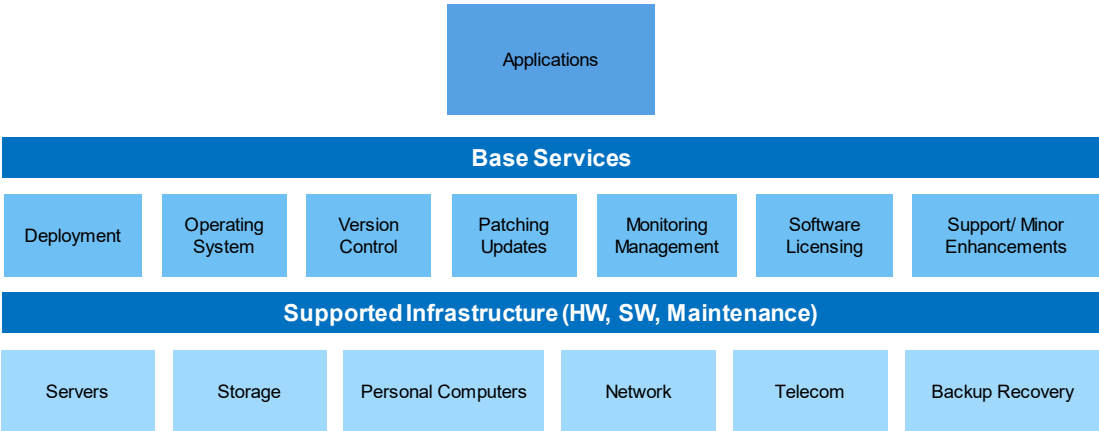 Applications
Base Services
Deployment
Operating
System
Version
Control
Patching
Updates
Monitoring
Management
Software
Licensing
Support/ Minor
Enhancements
Supported Infrastructure (HW, SW, Maintenance)
Servers
Storage
Personal Computers
Network
Telecom
Backup Recovery